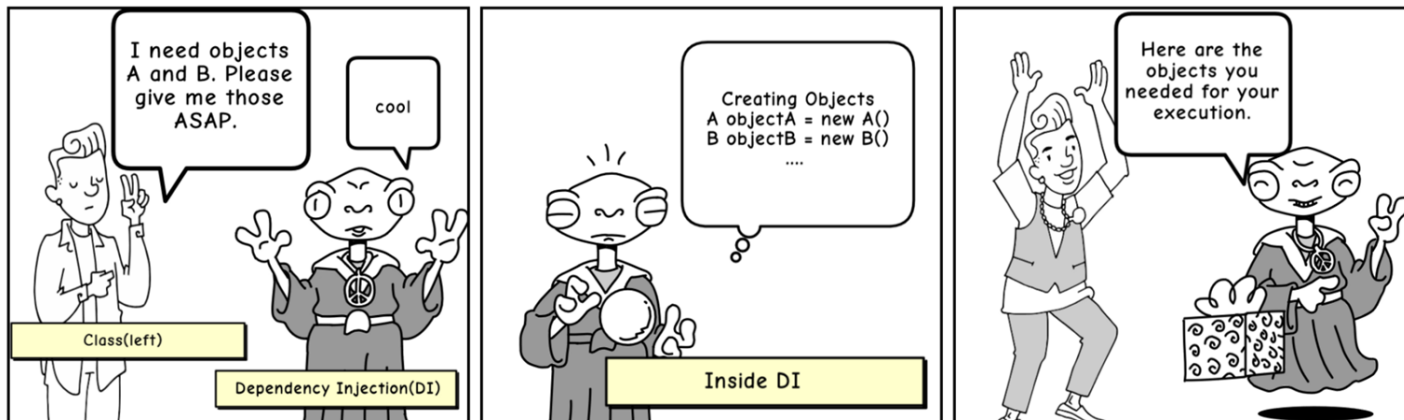 I need objects
A and B. Please
give me those
ASAP.
cool
Class(left)
Dependency Injection(DI)
Creating Objects
A objectA = new A()
B objectB = new B()
....
Inside DI
Here are the
objects you
needed for your
execution.